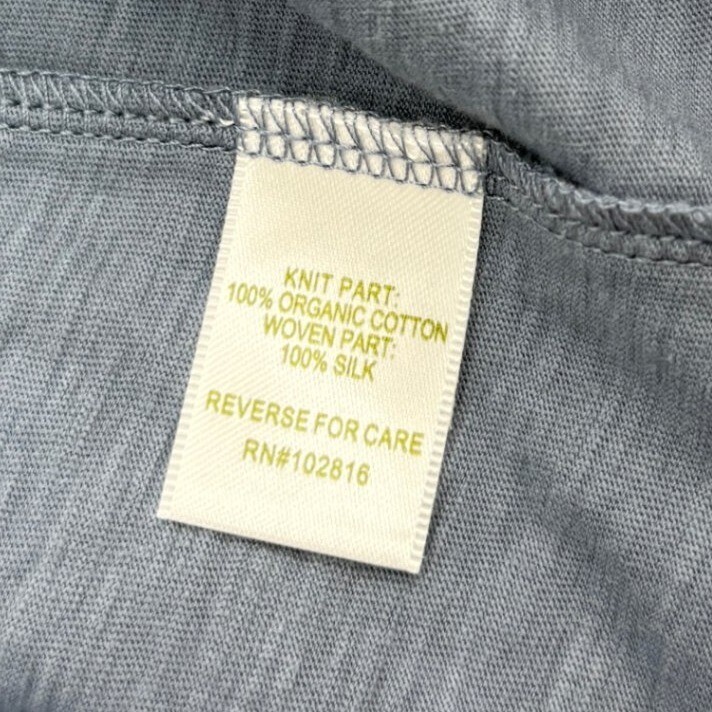 KNIT PART:
100% ORGANIC COTTON
WOVEN PART:
100% SILK
REVERSE FOR CARE
RN#102816